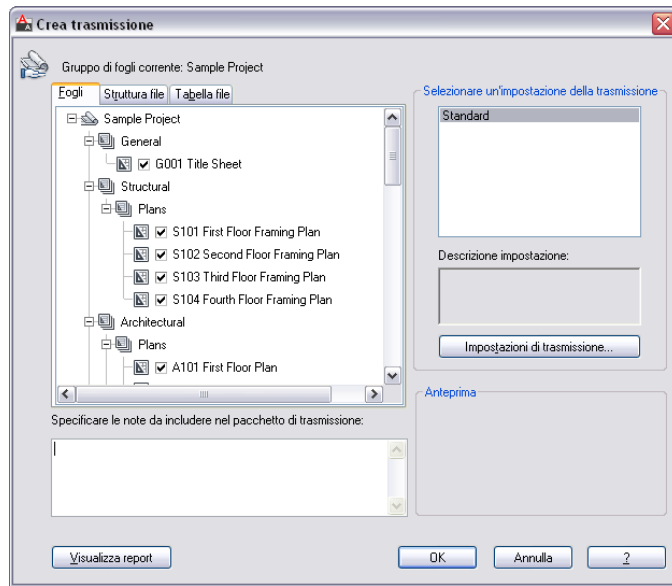 Crea trasmissione
Gruppo di fogli corrente: Sample Project
Fogli
Struttura file
Tabella file
Sample Project
General
G001 Title Sheet
Structural
Plans
S101 First Floor Framing Plan
S102 Second Floor Framing Plan
S103 Third Floor Framing Plan
S104 Fourth Floor Framing Plan
Architectural
Plans
A101 First Floor Plan
Selezionare un'impostazione della trasmissione
Standard
Descrizione impostazione:
Impostazioni di trasmissione...
Anteprima
Specificare le note da includere nel pacchetto di trasmissione:
Visualizza report
OK
Annulla
?